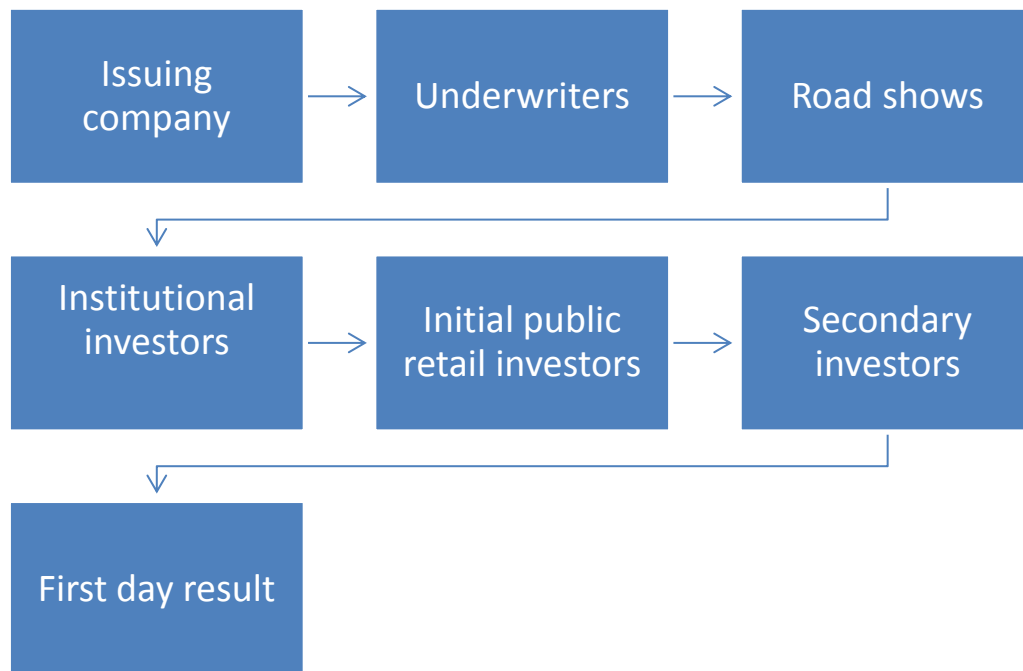 Issuing
company
Underwriters
Road shows
Institutional
investors
Initial public
retail investors
Secondary
investors
First day result